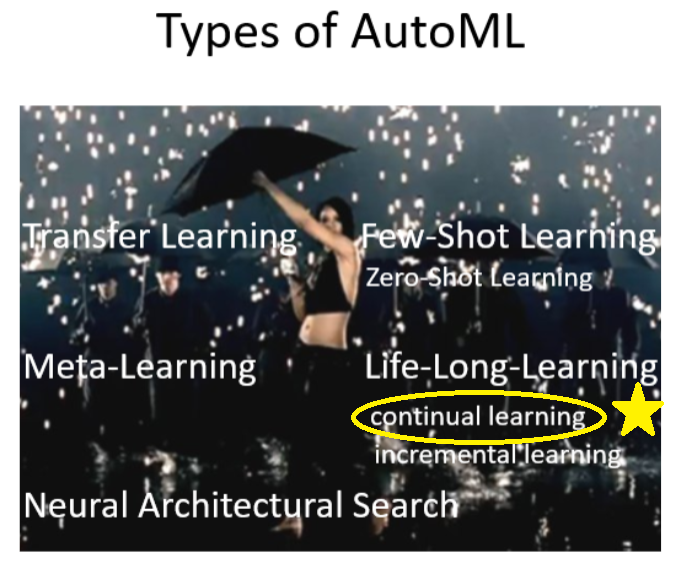 Types of AutoML
Transfer Learning
Few-Shot Learning
Zero-Shot Learning
Meta-Learning
Life-Long-Learning
continual learning
incremental learning
Neural Architectural Search